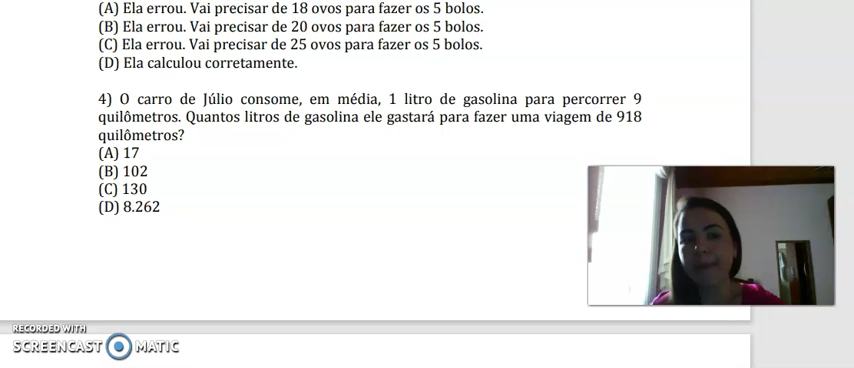 (A) Ela errou. Vai precisar de 18 ovos para fazer os 5 bolos.
(B) Ela errou. Vai precisar de 20 ovos para fazer os 5 bolos.
(C) Ela errou. Vai precisar de 25 ovos para fazer os 5 bolos.
(D) Ela calculou corretamente.
4) O carro de Júlio consome, em média, 1 litro de gasolina para percorrer 9
quilômetros. Quantos litros de gasolina ele gastará para fazer uma viagem de 918
quilômetros?
(A) 17
(B) 102
(C) 130
(D) 8.262
RECORDED WITH
SCREENCAST MATIC